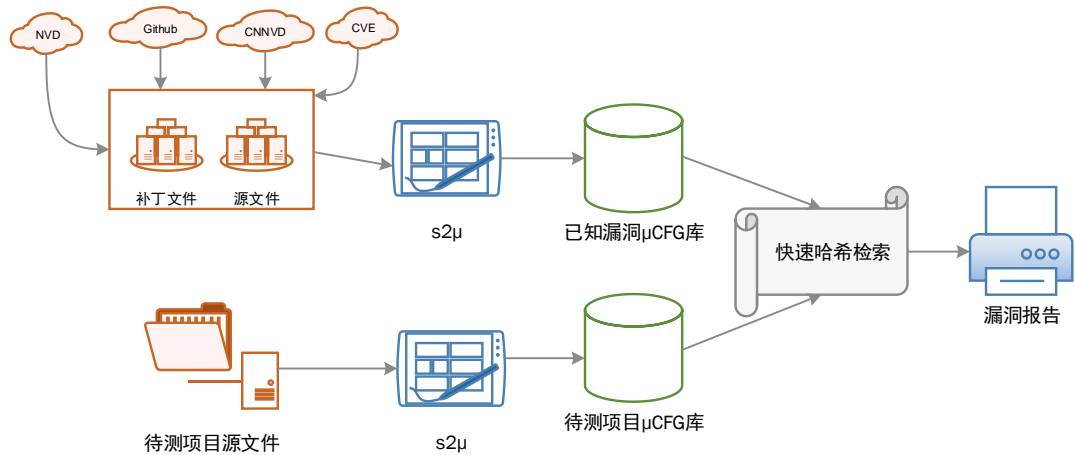 NVD
Github
CNNVD
CVE
补丁文件
源文件
s2μ
已知漏洞μCFG库
快速哈希检索
漏洞报告
待测项目源文件
s2μ
待测项目μCFG库